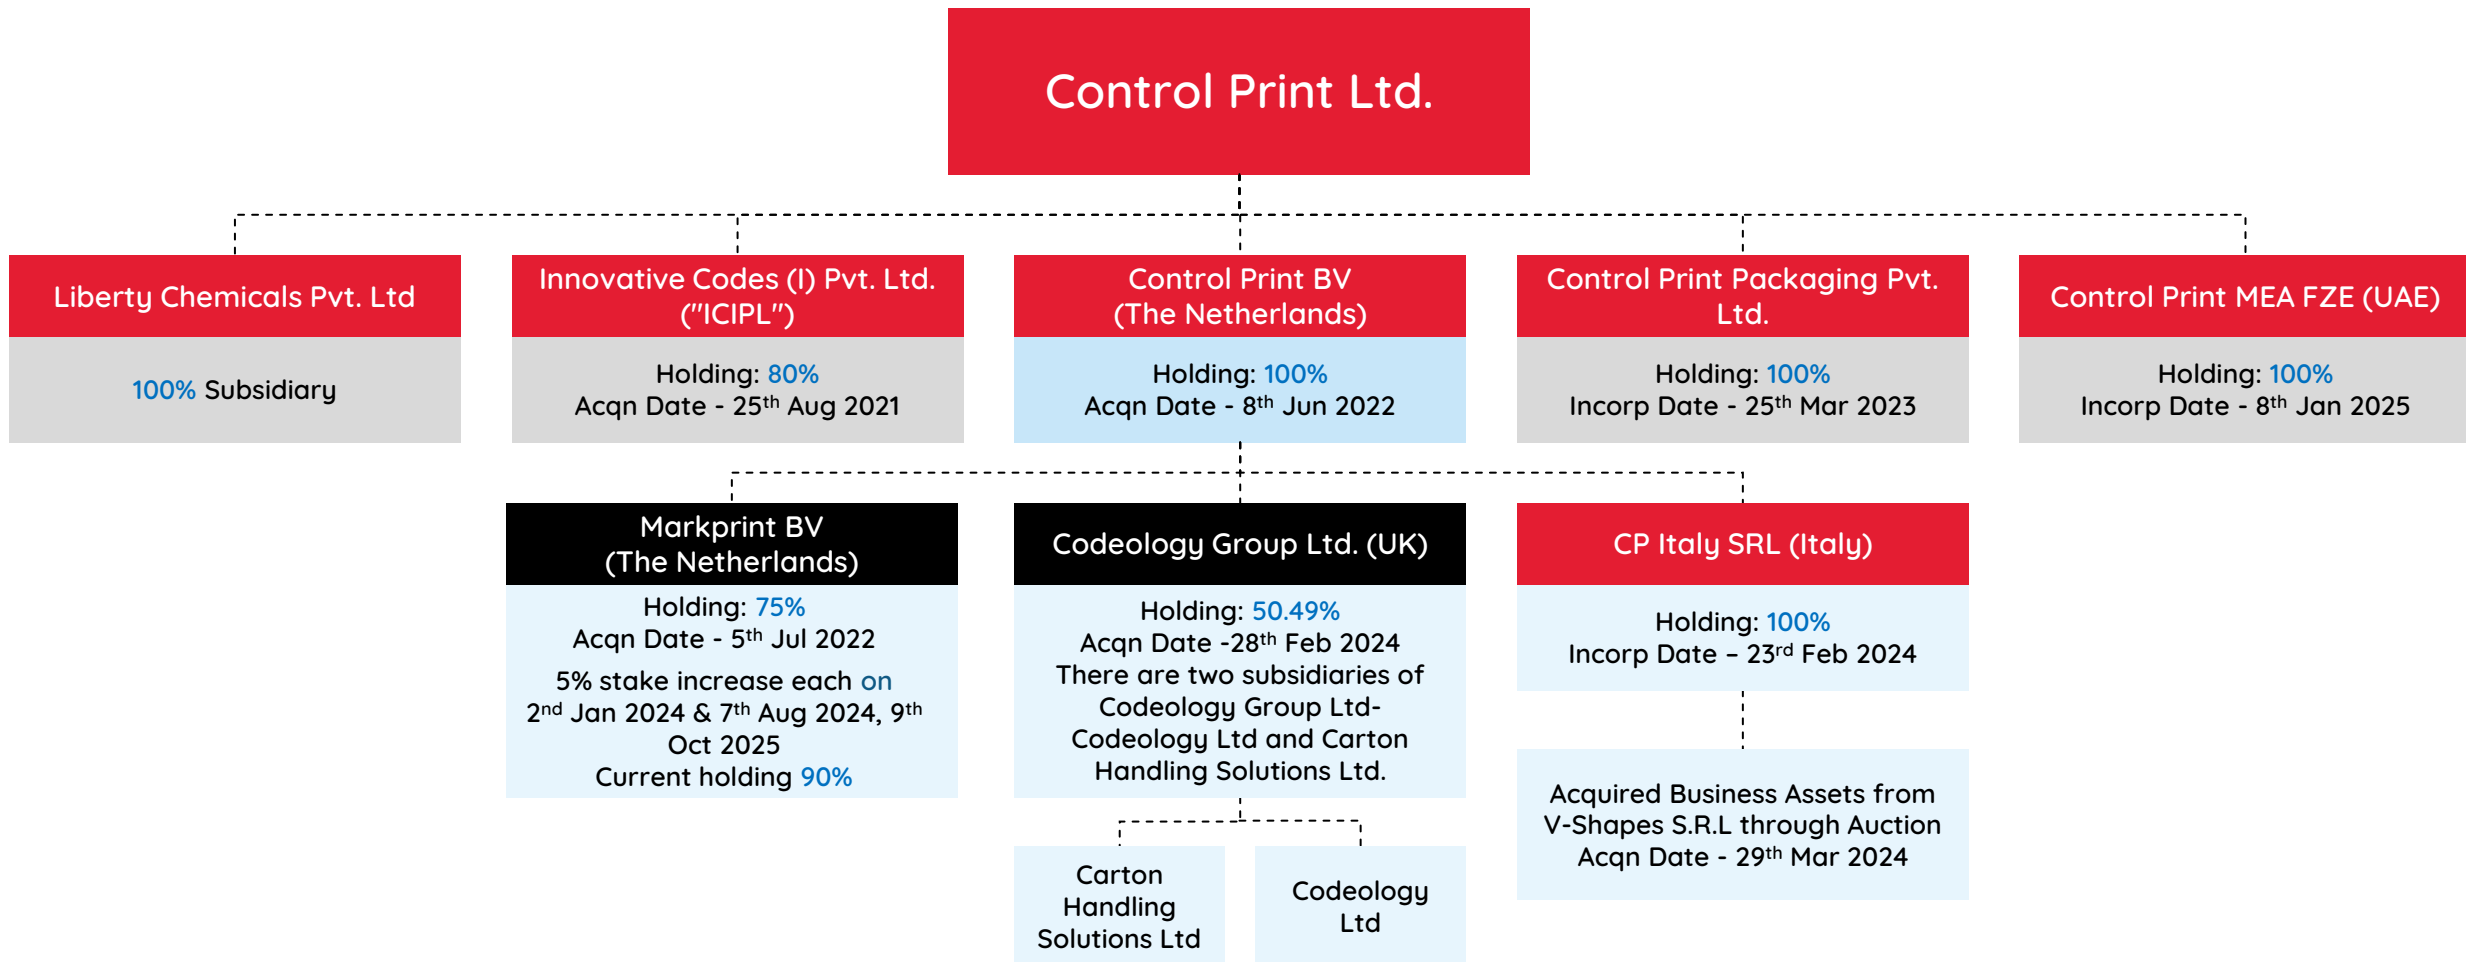 Control Print Ltd.
Liberty Chemicals Pvt. Ltd
100% Subsidiary
Innovative Codes (I) Pvt. Ltd.
("ICIPL")
Holding: 80%
Acqn Date - 25th Aug 2021
Control Print BV
(The Netherlands)
Holding: 100%
Acqn Date - 8th Jun 2022
Control Print Packaging Pvt.
Ltd.
Holding: 100%
Incorp Date - 25th Mar 2023
Control Print MEA FZE (UAE)
Holding: 100%
Incorp Date - 8th Jan 2025
Markprint BV
(The Netherlands)
Holding: 75%
Acqn Date - 5th Jul 2022
5% stake increase each on
2nd Jan 2024 & 7th Aug 2024, 9th
Oct 2025
Current holding 90%
Codeology Group Ltd. (UK)
Holding: 50.49%
Acqn Date -28th Feb 2024
There are two subsidiaries of
Codeology Group Ltd-
Codeology Ltd and Carton
Handling Solutions Ltd.
CP Italy SRL (Italy)
Holding: 100%
Incorp Date – 23rd Feb 2024
Acquired Business Assets from
V-Shapes S.R.L through Auction
Acqn Date - 29th Mar 2024
Carton
Handling
Solutions Ltd
Codeology
Ltd